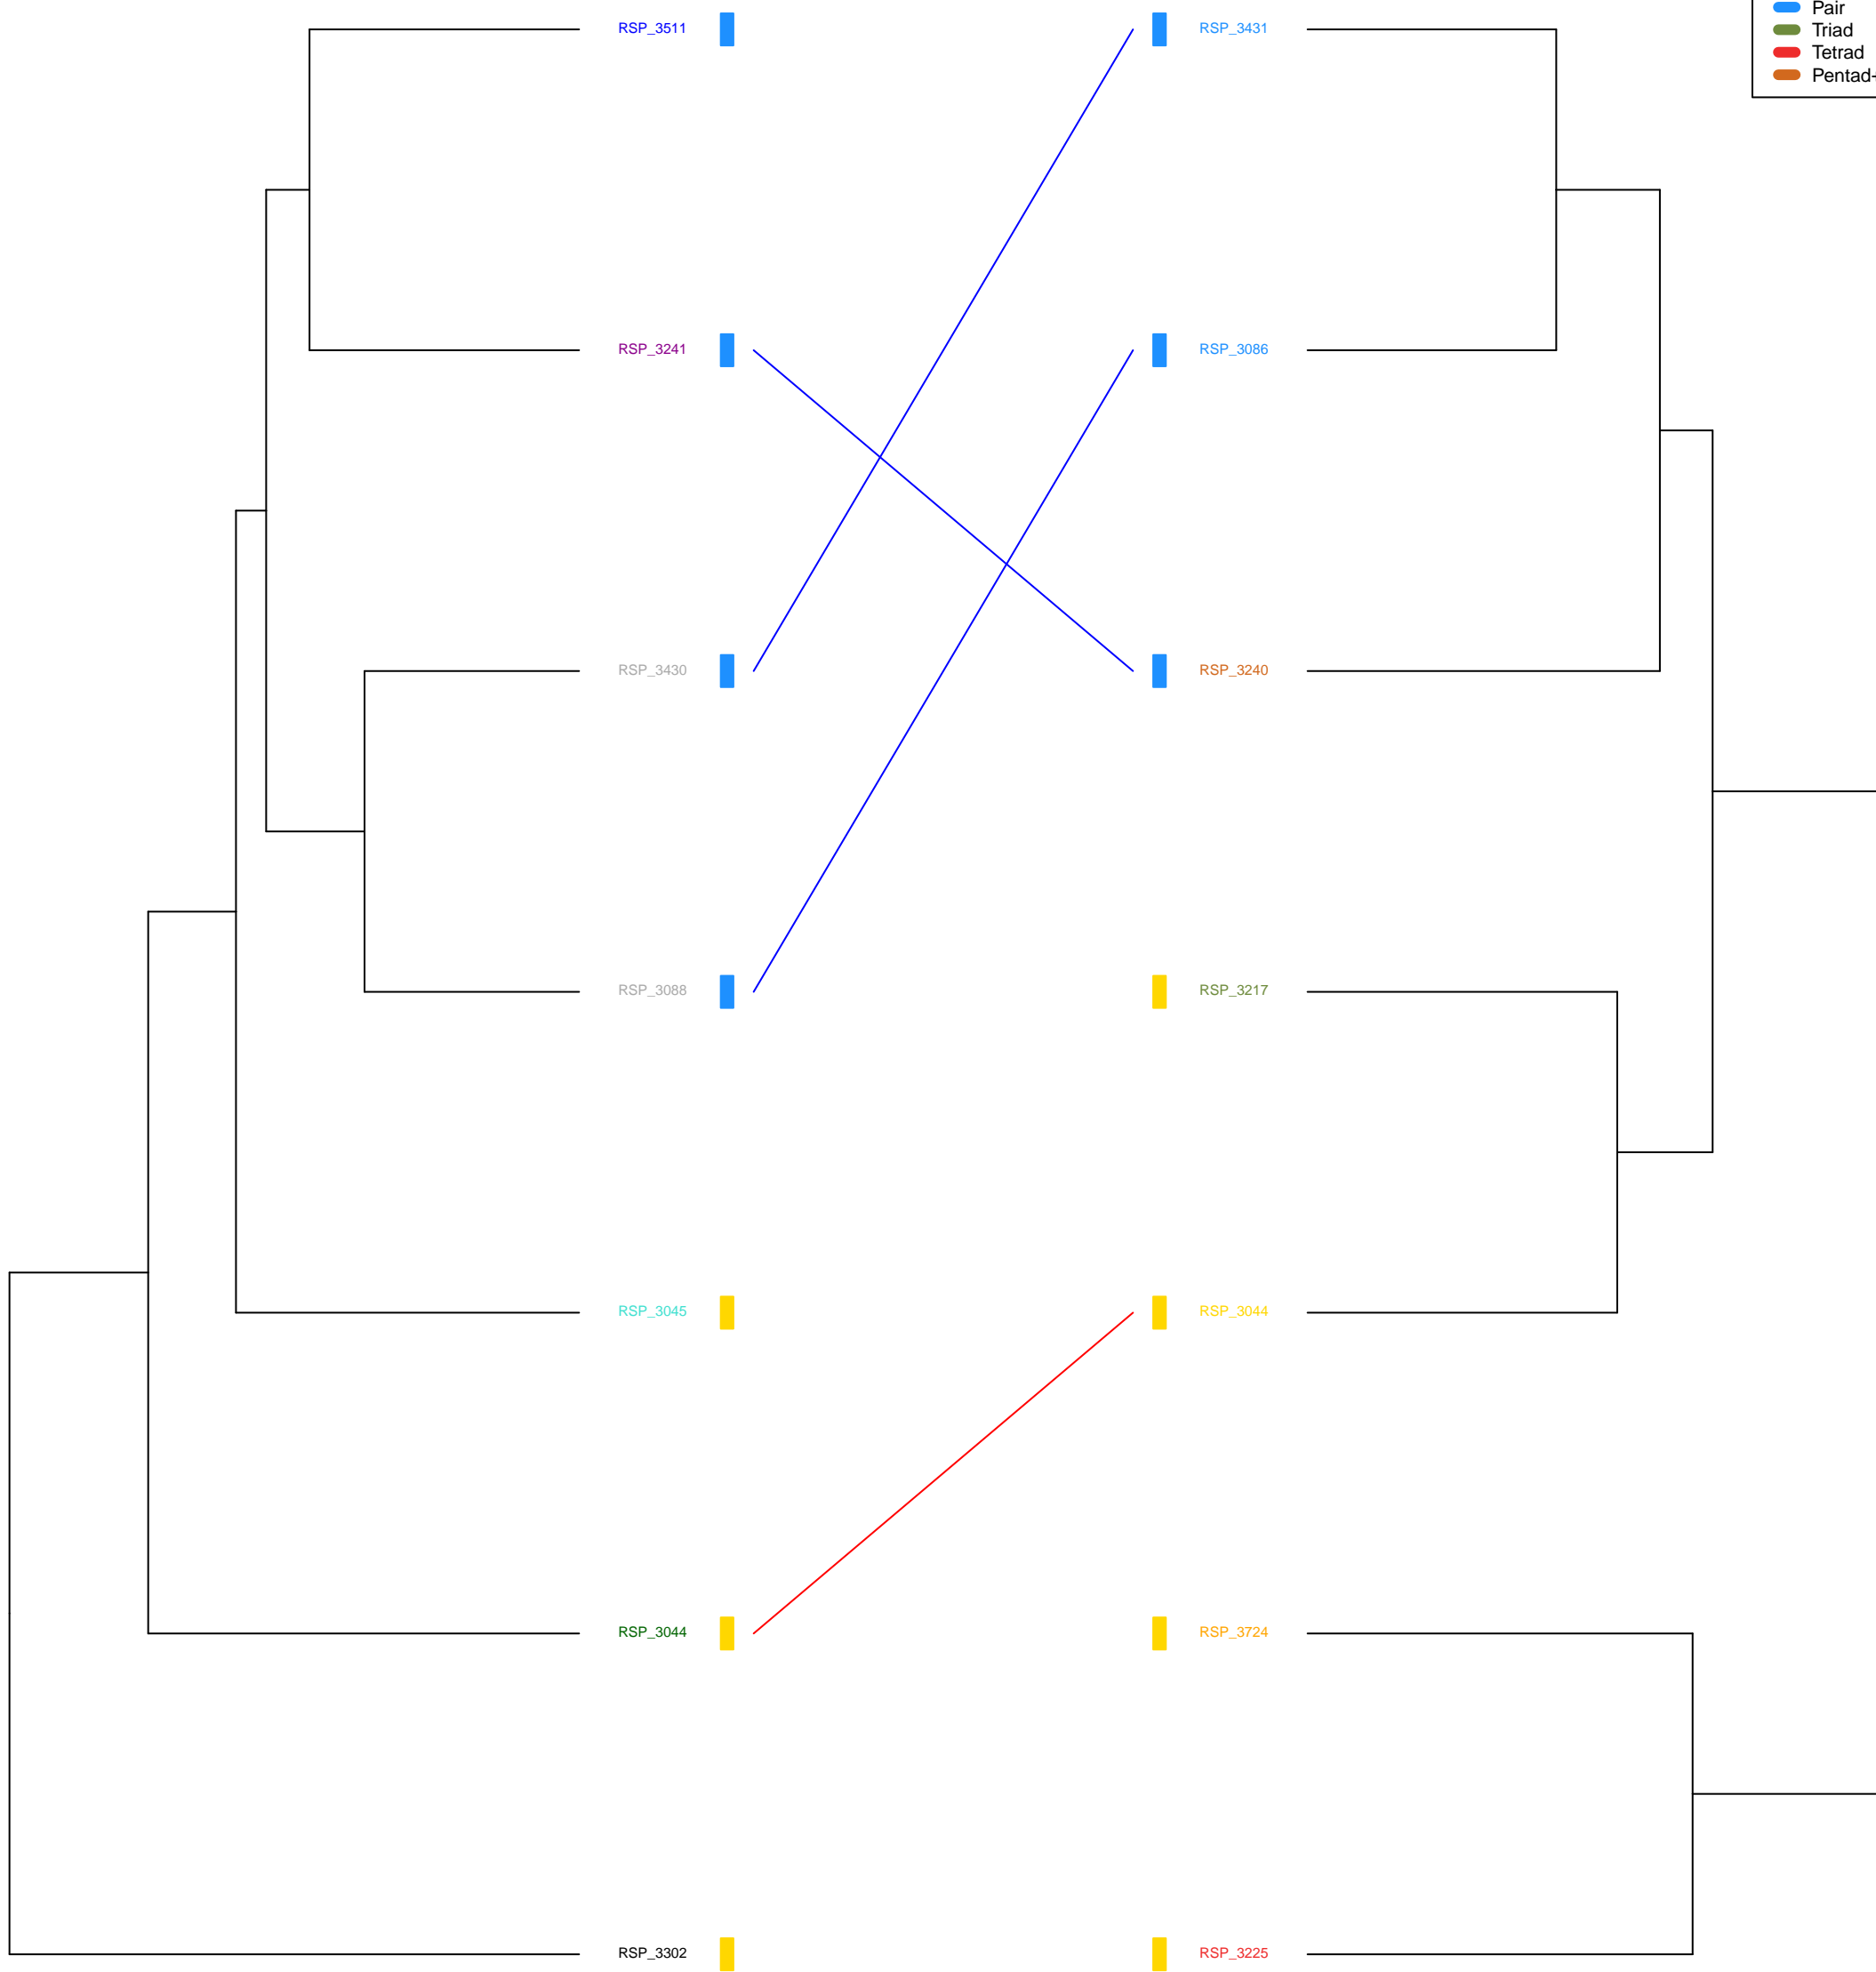 Pair
Triad
Tetrad
Pentad-
RSP_3511
RSP_3431
RSP_3241
RSP_3086
RSP_3430
RSP_3240
RSP_3088
RSP_3217
RSP_3045
RSP_3044
RSP_3044
RSP_3724
RSP_3302
RSP_3225